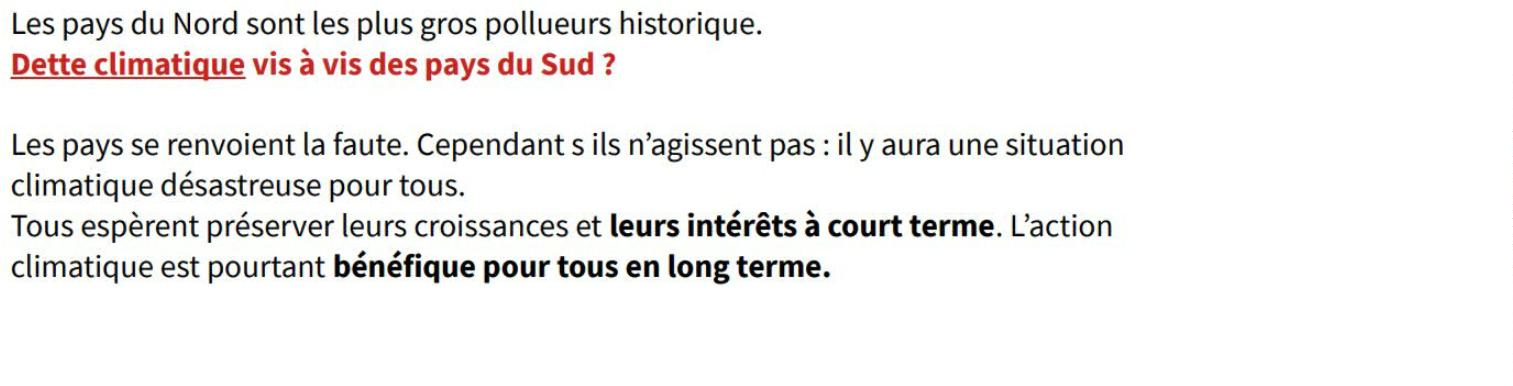 Les pays du Nord sont les plus gros pollueurs historique.
Dette climatique vis à vis des pays du Sud ?
Les pays se renvoient la faute. Cependant s ils n’agissent pas : il y aura une situation
climatique désastreuse pour tous.
Tous espèrent préserver leurs croissances et leurs intérêts à court terme. L’action
climatique est pourtant bénéfique pour tous en long terme.